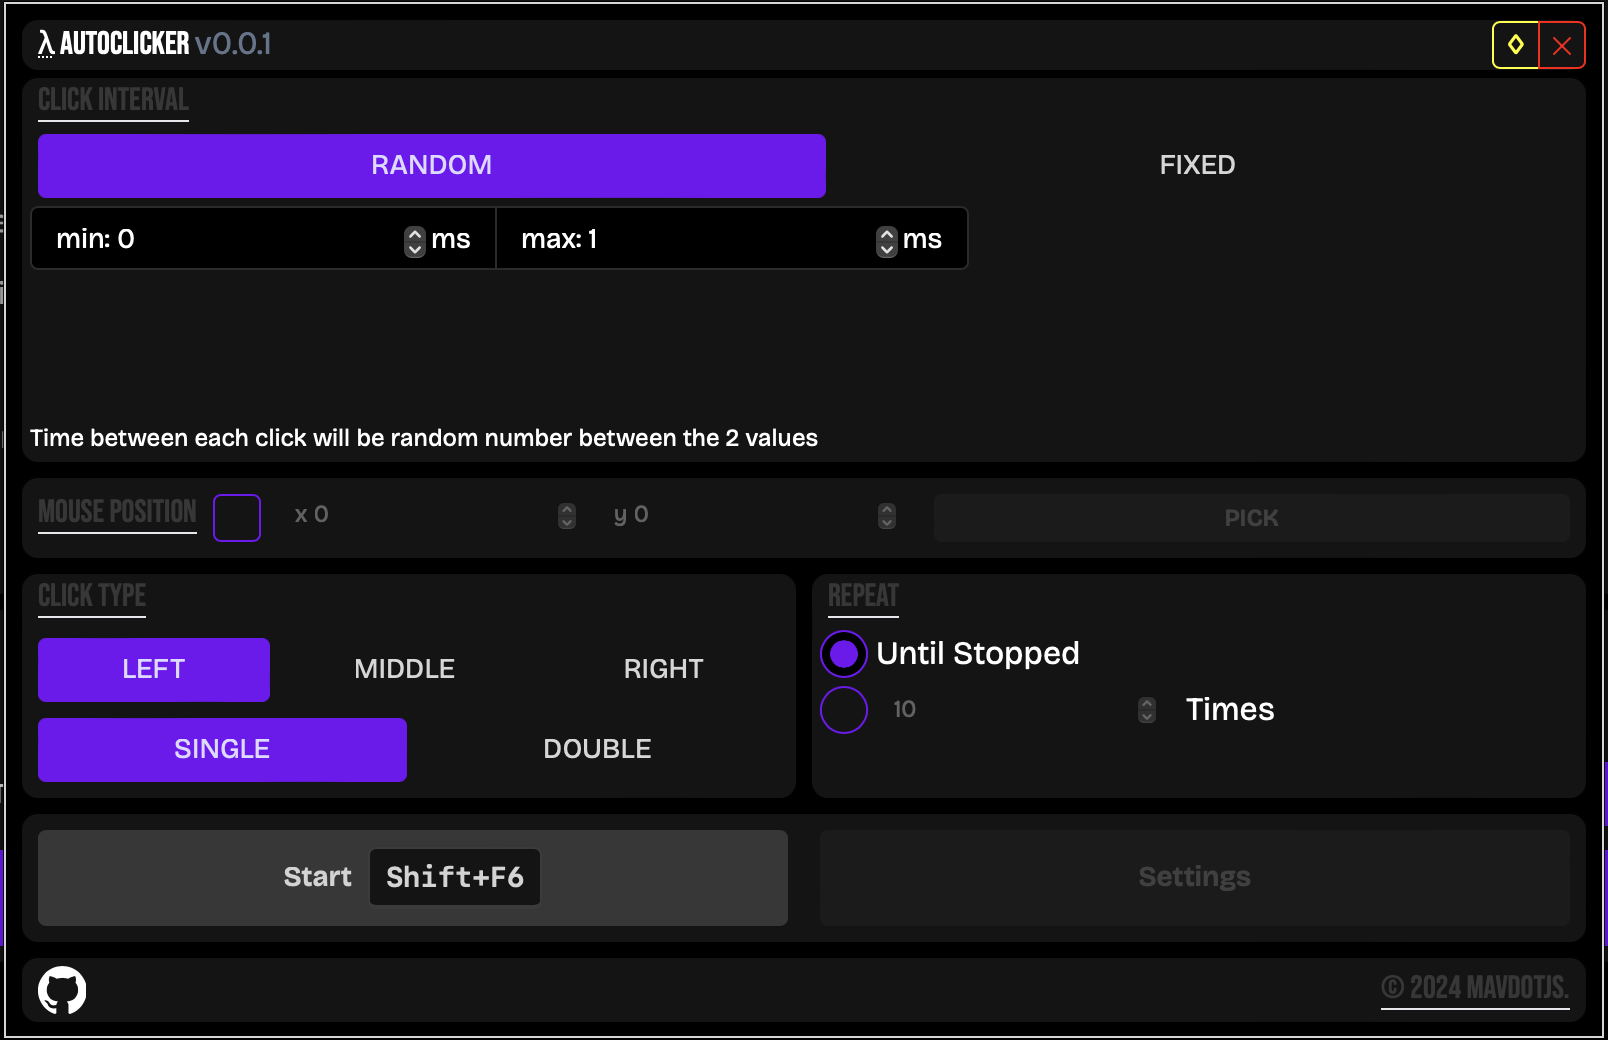 λ AUTOCLICKER v0.0.1
CLICK INTERVAL
RANDOM FIXED
min: 0 ms max: 1 ms
Time between each click will be random number between the 2 values
MOUSE POSITION x 0 y 0 PICK
CLICK TYPE
LEFT MIDDLE RIGHT
SINGLE DOUBLE
REPEAT
Until Stopped
10 Times
Start Shift+F6 Settings
© 2024 MAVDOTJS.